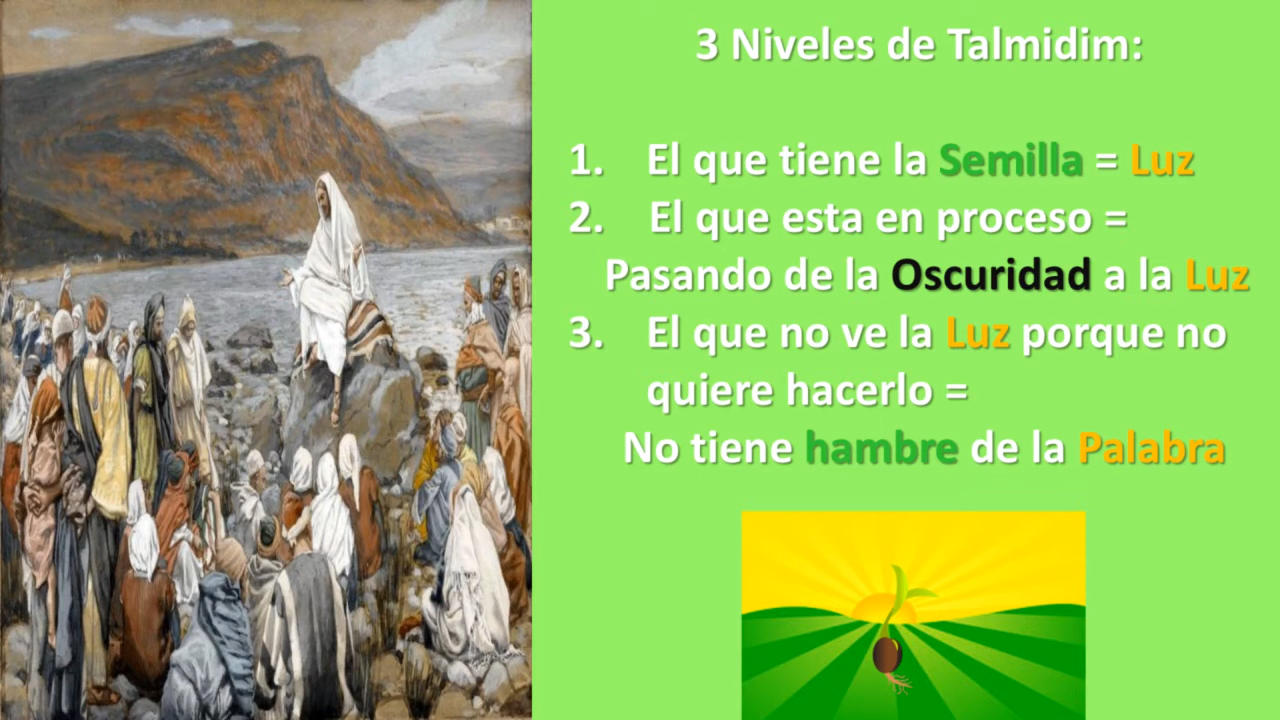 3 Niveles de Talmidim:
1. El que tiene la Semilla = Luz
2. El que esta en proceso =
Pasando de la Oscuridad a la Luz
3. El que no ve la Luz porque no
quiere hacerlo =
No tiene hambre de la Palabra